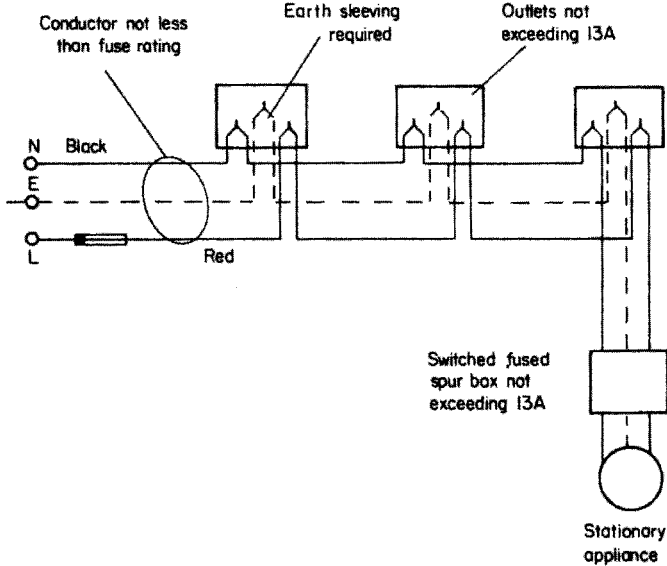 Conductor not less
than fuse rating
Earth sleeving
required
Outlets not
exceeding 13A
N
Black
E
L
Red
Switched fused
spur box not
exceeding 13A
Stationary
appliance